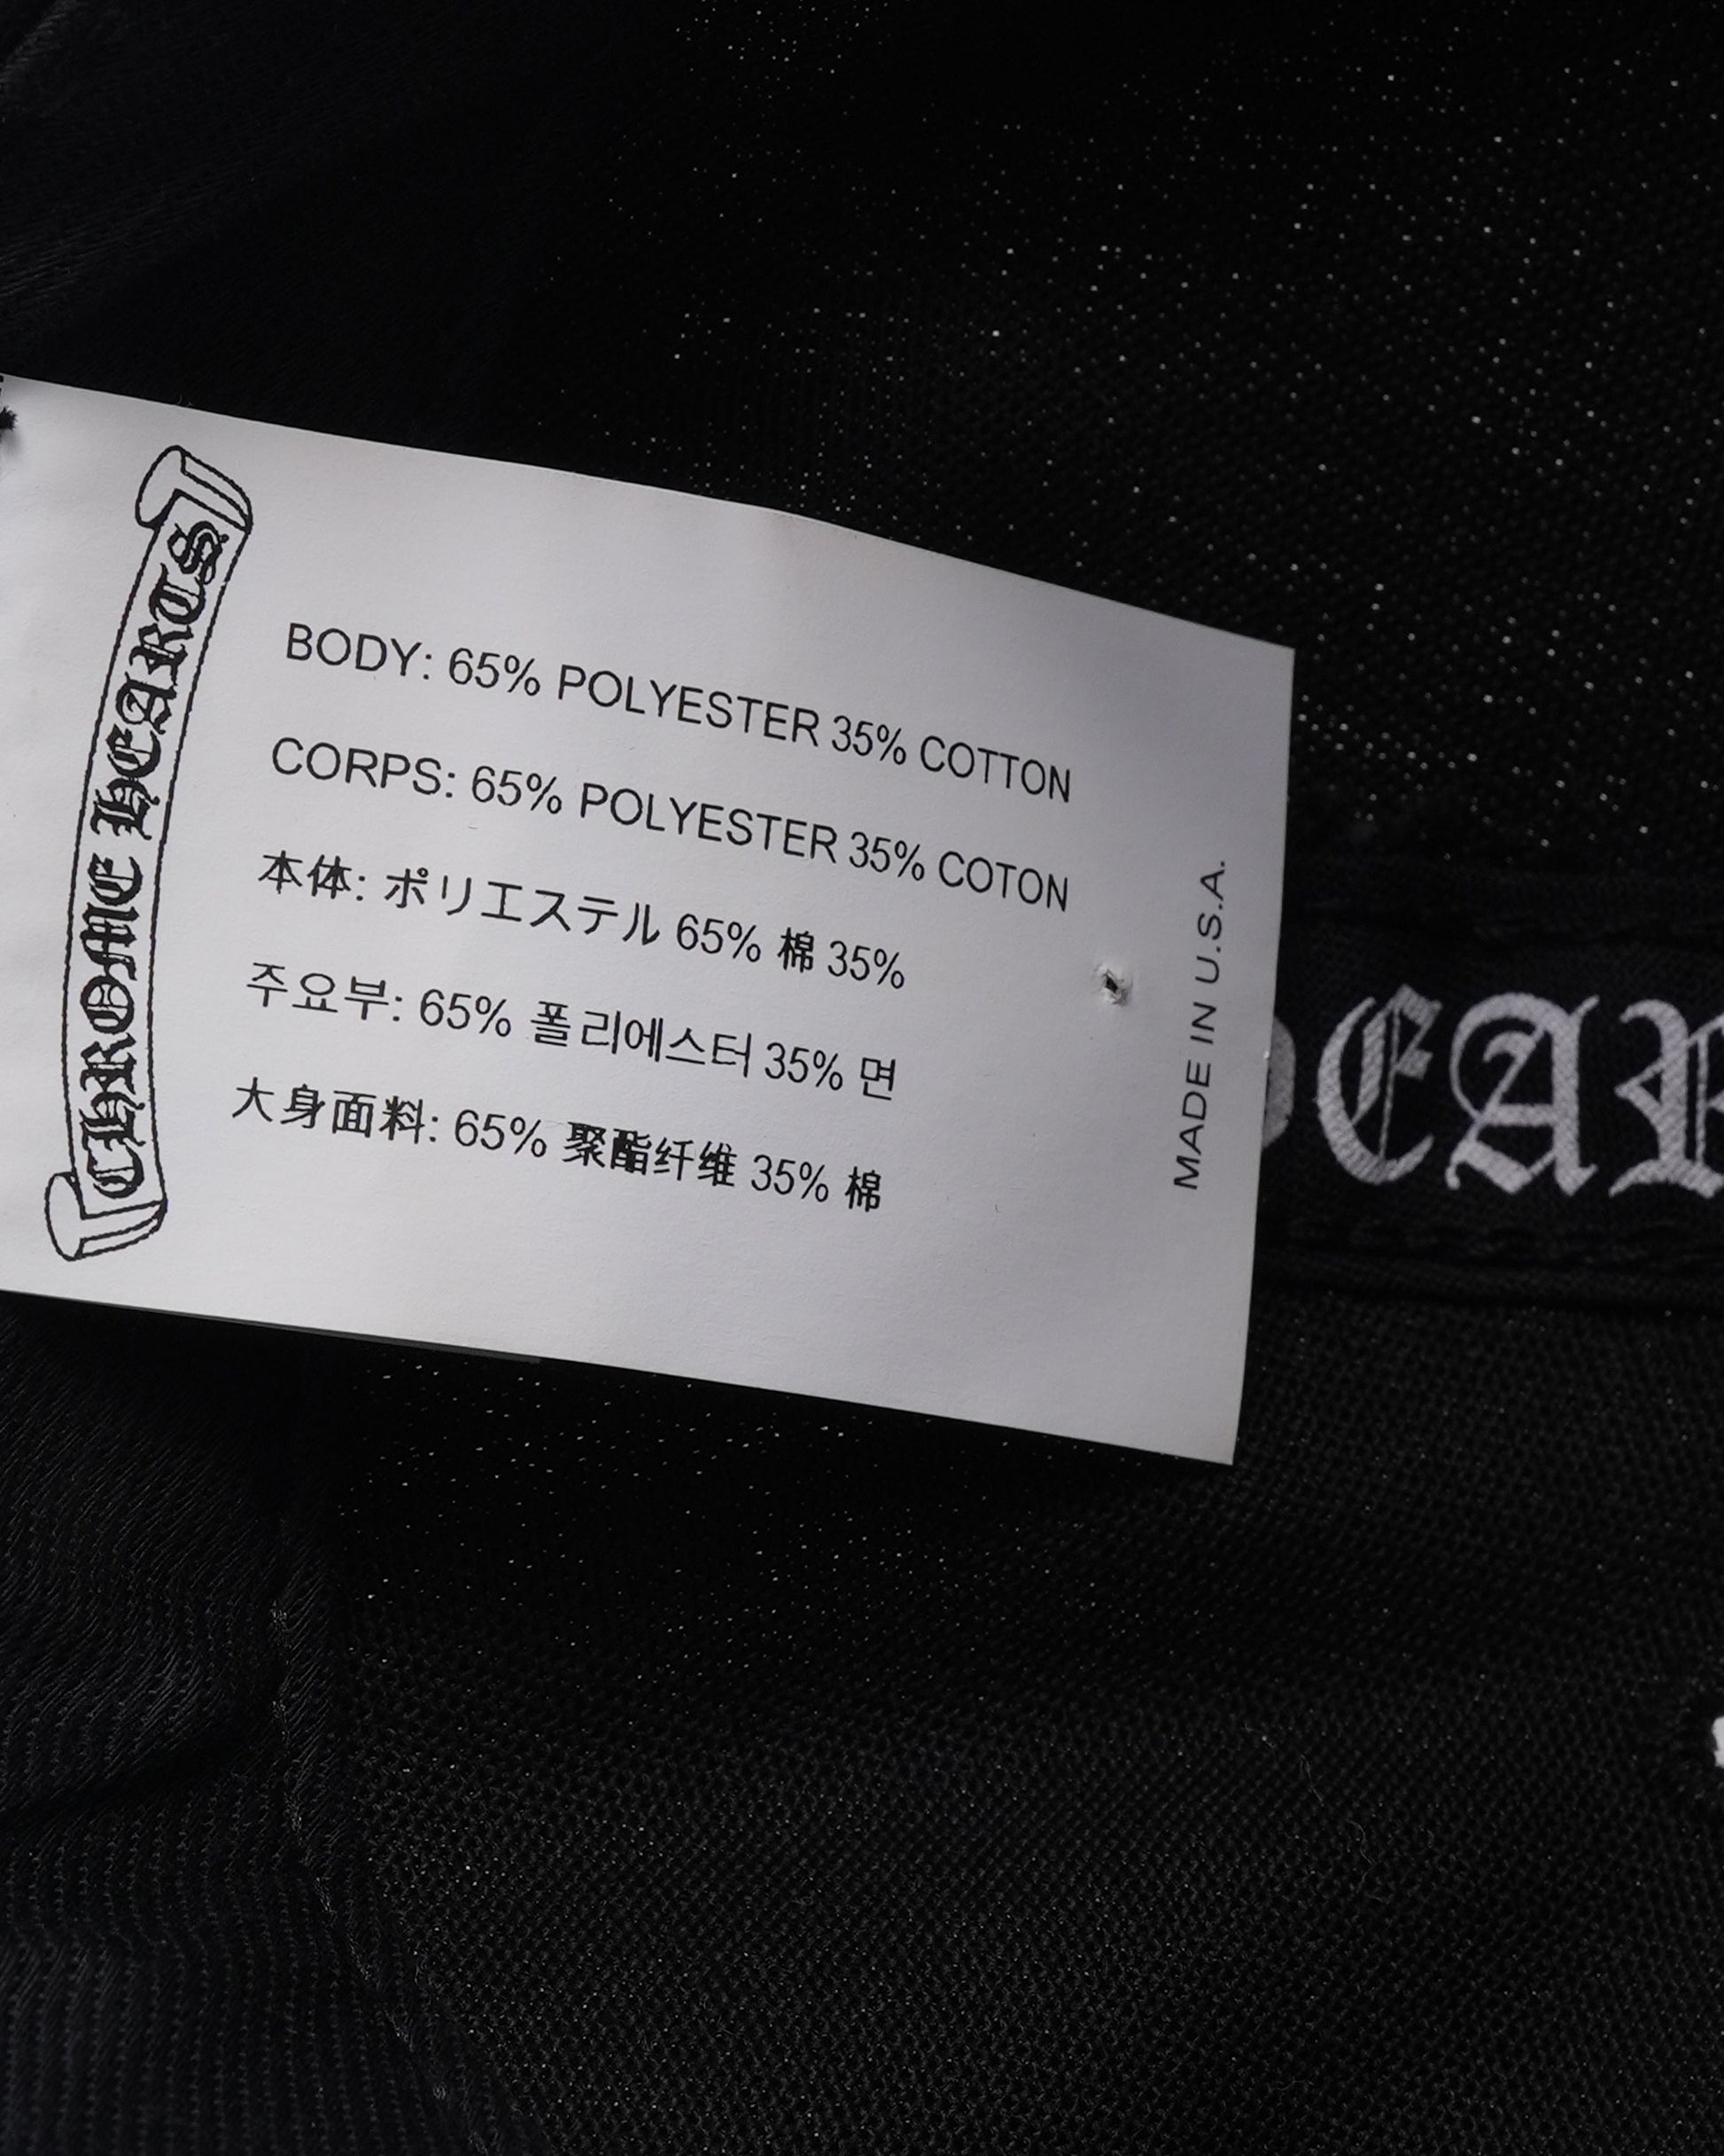 CHROME HEARTS
BODY: 65% POLYESTER 35% COTTON
CORPS: 65% POLYESTER 35% COTON
本体: ポリエステル 65% 棉 35%
주요부: 65% 폴리에스터 35% 면
大身面料: 65% 聚酯纤维 35% 棉
MADE IN U.S.A.
EAR